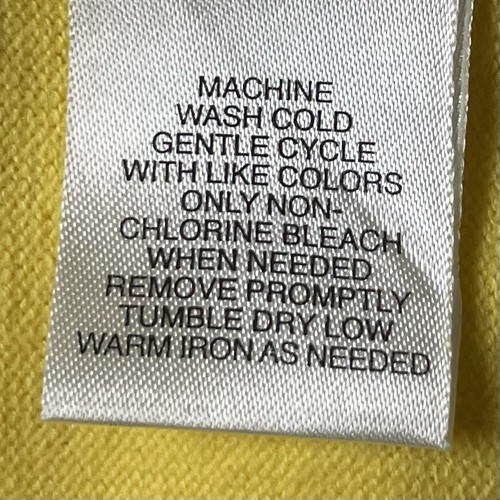 MACHINE
WASH COLD
GENTLE CYCLE
WITH LIKE COLORS
ONLY NON-
CHLORINE BLEACH
WHEN NEEDED
REMOVE PROMPTLY
TUMBLE DRY LOW
WARM IRON AS NEEDED